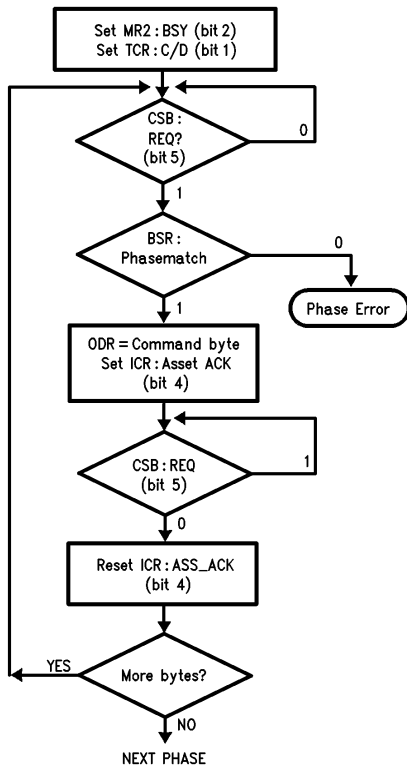 Set MR2:BSY (bit 2)
Set TCR:C/D (bit 1)
CSB:
REQ?
(bit 5)
0
1
BSR:
Phasematch
0
1
Phase Error
ODR = Command byte
Set ICR:Asset ACK
(bit 4)
CSB:REQ
(bit 5)
1
0
Reset ICR:ASS_ACK
(bit 4)
More bytes?
YES
NO
NEXT PHASE